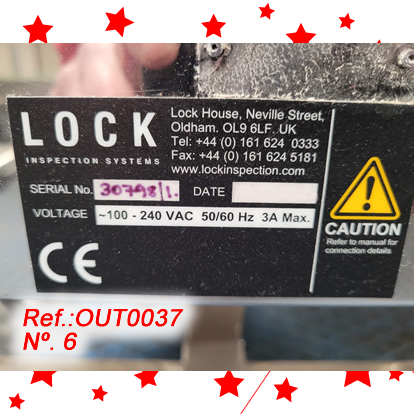 LOCK
INSPECTION SYSTEMS
Lock House, Neville Street,
Oldham. OL9 6LF. UK
Tel: +44 (0) 161 624 0333
Fax: +44 (0) 161 624 5181
www.lockinspection.com
SERIAL No. 30798/1. DATE
VOLTAGE ~100 - 240 VAC 50/60 Hz 3A Max.
CE
CAUTION
Refer to manual for
connection details
Ref.:OUT0037
Nº. 6